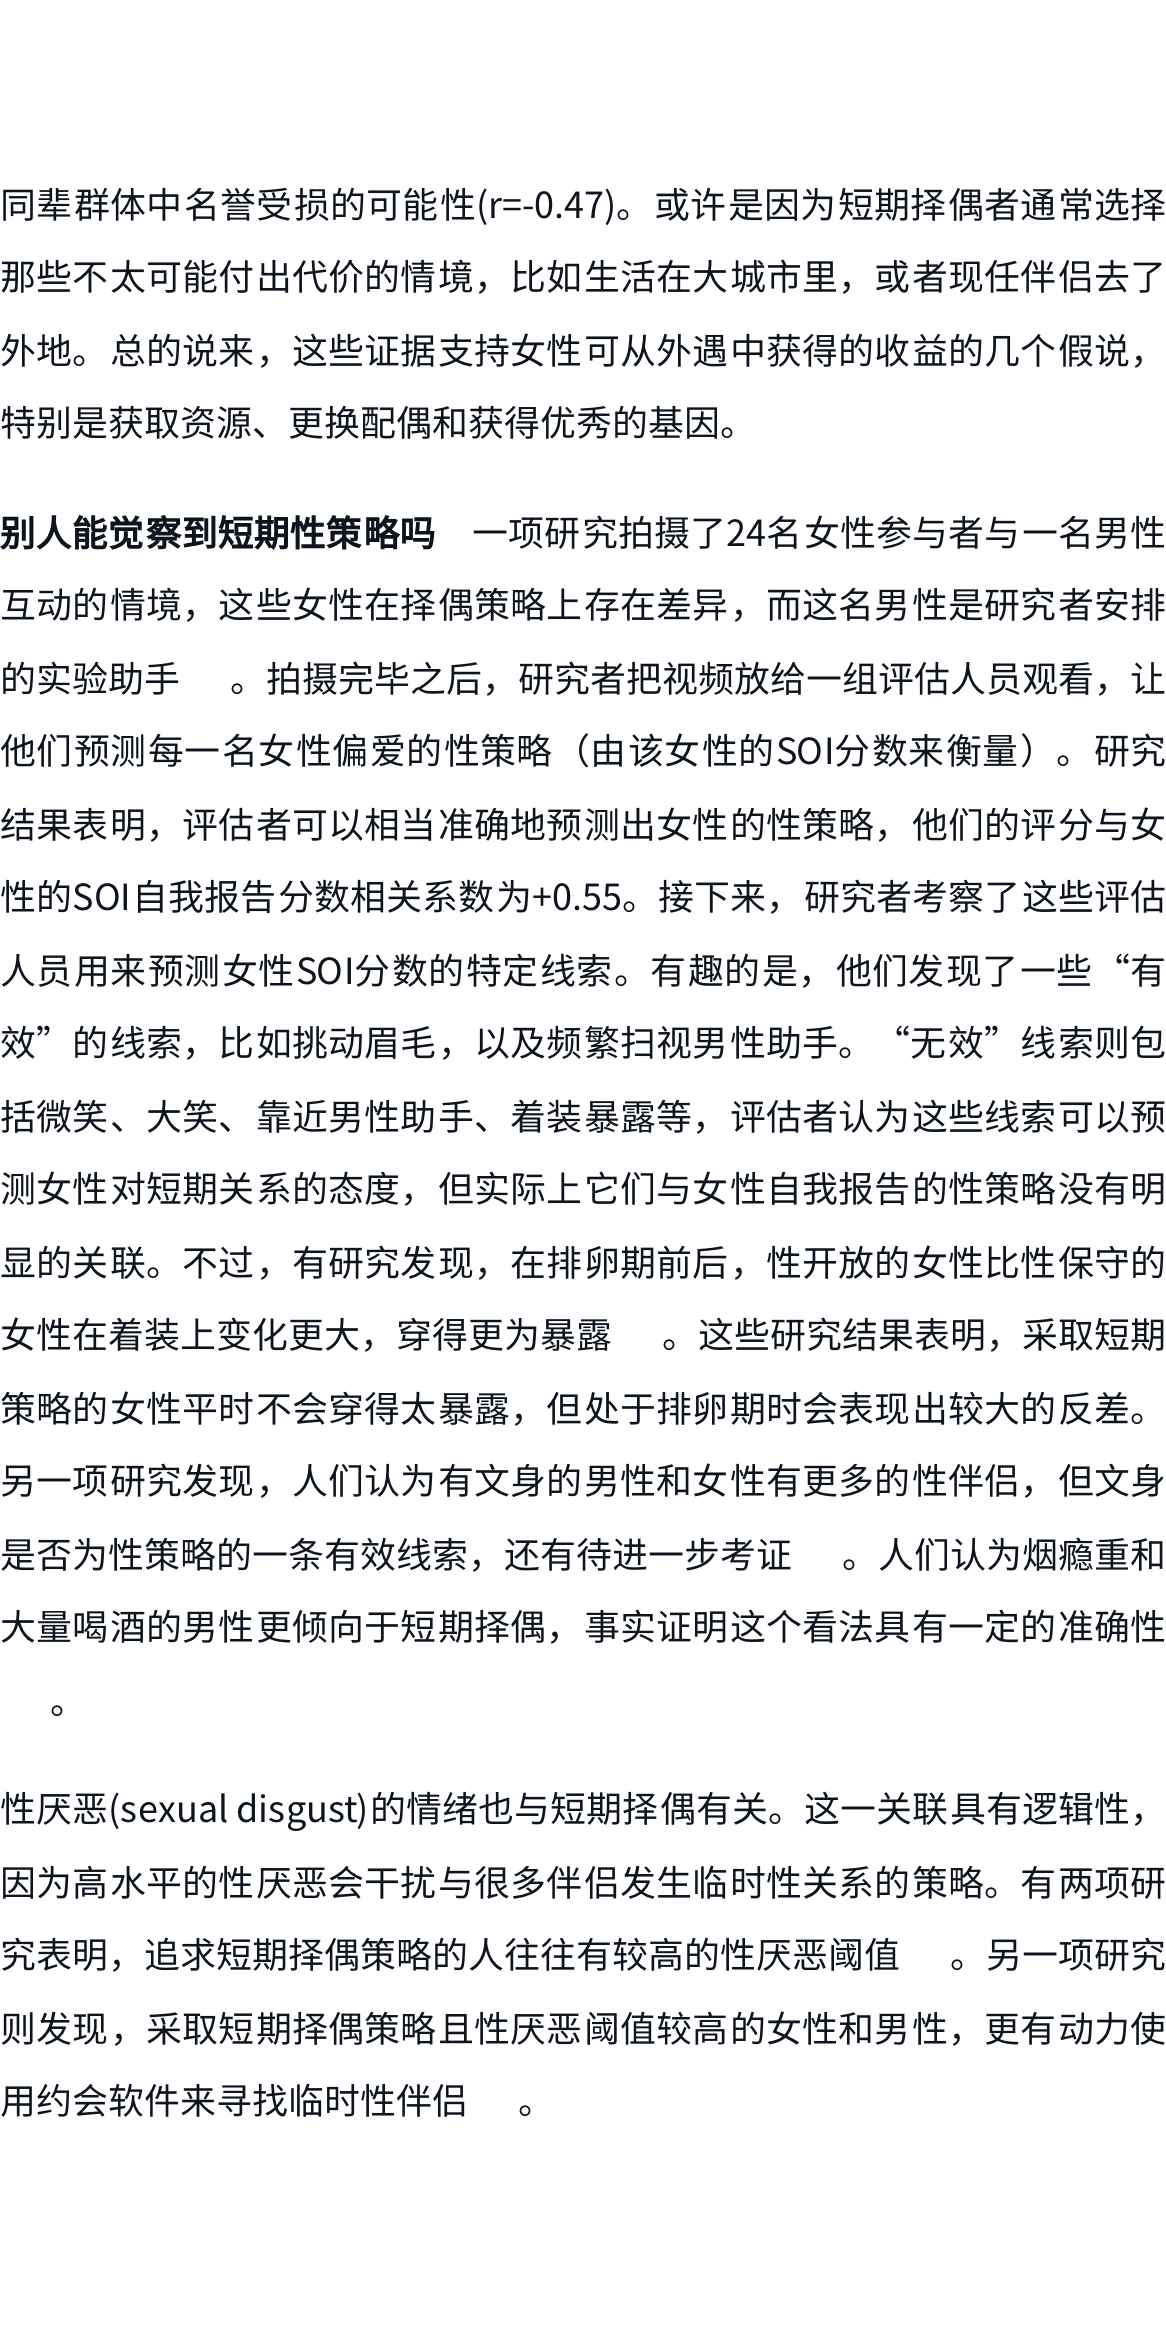 同辈群体中名誉受损的可能性(r=-0.47)。或许是因为短期择偶者通常选择
那些不太可能付出代价的情境，比如生活在大城市里，或者现任伴侣去了
外地。总的说来，这些证据支持女性可从外遇中获得的收益的几个假说，
特别是获取资源、更换配偶和获得优秀的基因。
别人能觉察到短期性策略吗　一项研究拍摄了24名女性参与者与一名男性
互动的情境，这些女性在择偶策略上存在差异，而这名男性是研究者安排
的实验助手　。拍摄完毕之后，研究者把视频放给一组评估人员观看，让
他们预测每一名女性偏爱的性策略（由该女性的SOI分数来衡量）。研究
结果表明，评估者可以相当准确地预测出女性的性策略，他们的评分与女
性的SOI自我报告分数相关系数为+0.55。接下来，研究者考察了这些评估
人员用来预测女性SOI分数的特定线索。有趣的是，他们发现了一些“有
效”的线索，比如挑动眉毛，以及频繁扫视男性助手。“无效”线索则包
括微笑、大笑、靠近男性助手、着装暴露等，评估者认为这些线索可以预
测女性对短期关系的态度，但实际上它们与女性自我报告的性策略没有明
显的关联。不过，有研究发现，在排卵期前后，性开放的女性比性保守的
女性在着装上变化更大，穿得更为暴露　。这些研究结果表明，采取短期
策略的女性平时不会穿得太暴露，但处于排卵期时会表现出较大的反差。
另一项研究发现，人们认为有文身的男性和女性有更多的性伴侣，但文身
是否为性策略的一条有效线索，还有待进一步考证　。人们认为烟瘾重和
大量喝酒的男性更倾向于短期择偶，事实证明这个看法具有一定的准确性
。
性厌恶(sexual disgust)的情绪也与短期择偶有关。这一关联具有逻辑性，
因为高水平的性厌恶会干扰与很多伴侣发生临时性关系的策略。有两项研
究表明，追求短期择偶策略的人往往有较高的性厌恶阈值　。另一项研究
则发现，采取短期择偶策略且性厌恶阈值较高的女性和男性，更有动力使
用约会软件来寻找临时性伴侣　。